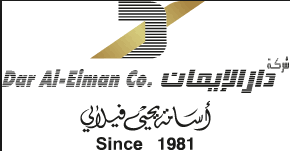 شركة
Dar Al-Eiman Co. دار الإيمان
أسامة يحيى فيلالي
Since 1981